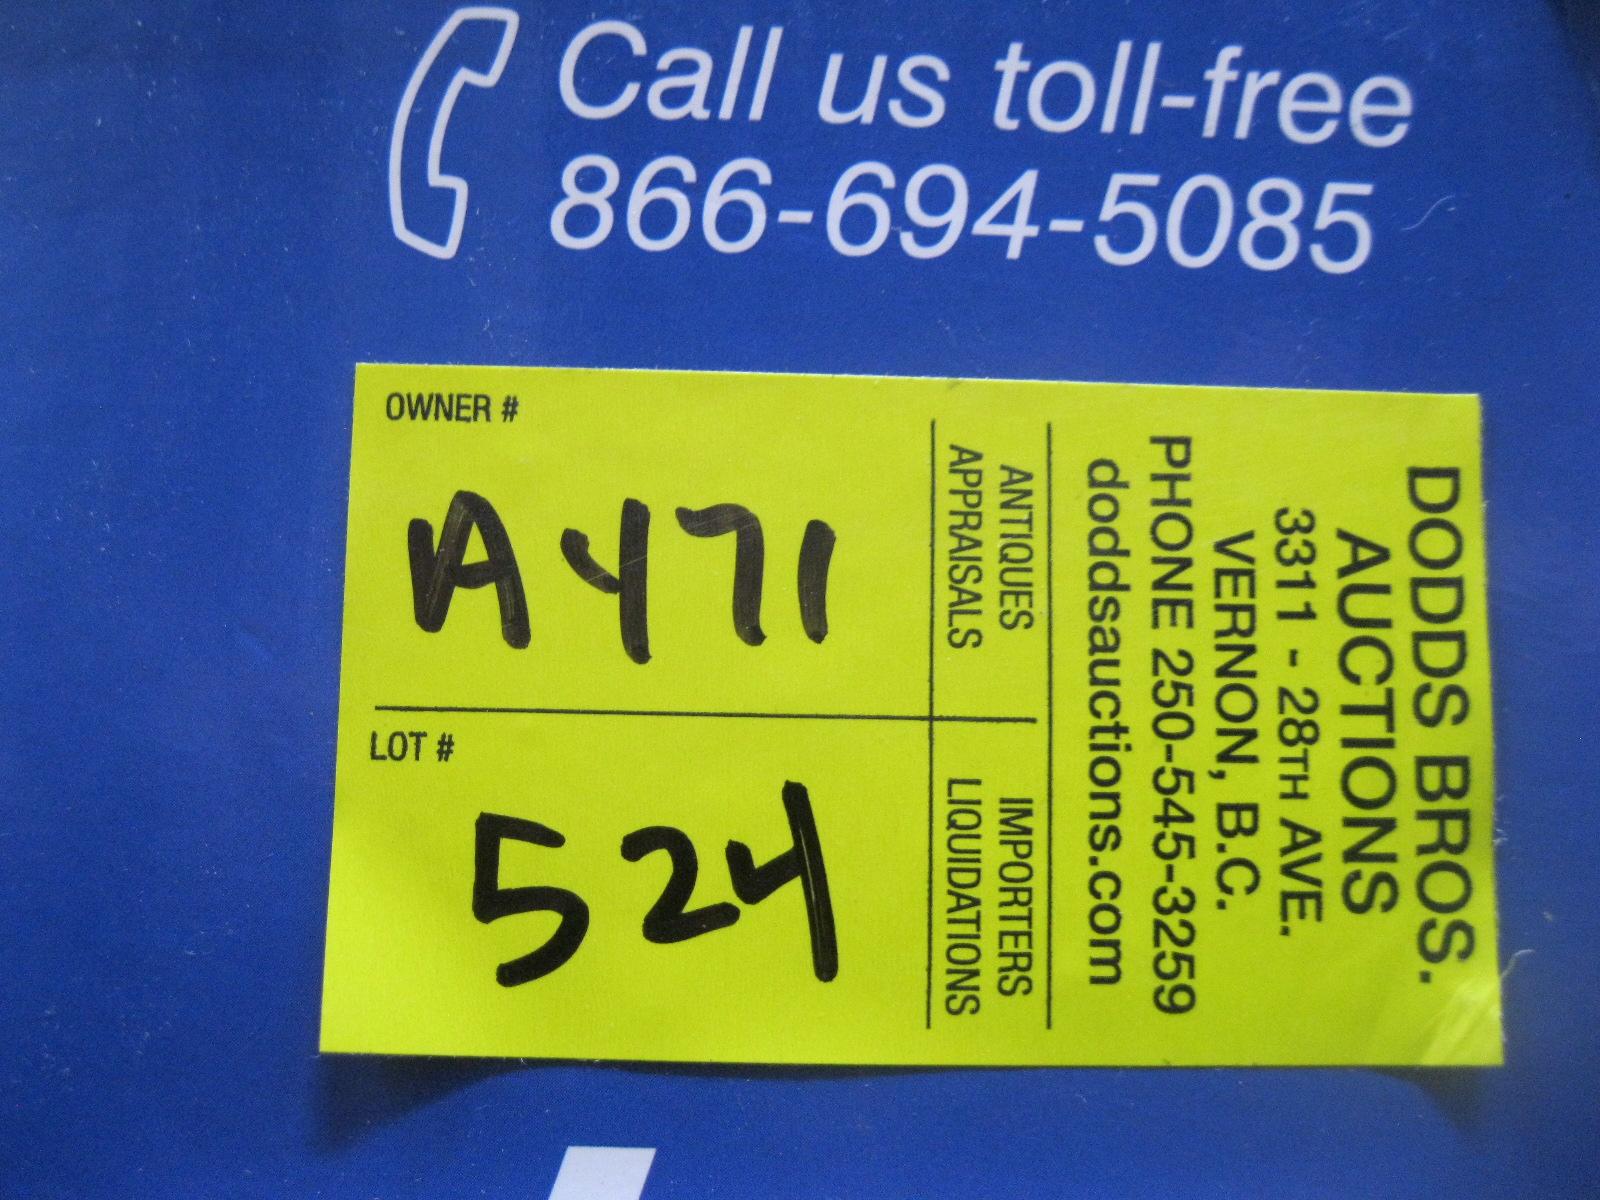 Call us toll-free
866-694-5085
OWNER #
A471
LOT #
524
ANTIQUES
APPRAISALS
IMPORTERS
LIQUIDATIONS
DODDS BROS.
AUCTIONS
3311 - 28TH AVE.
VERNON, B.C.
PHONE 250-545-3259
doddsauctions.com